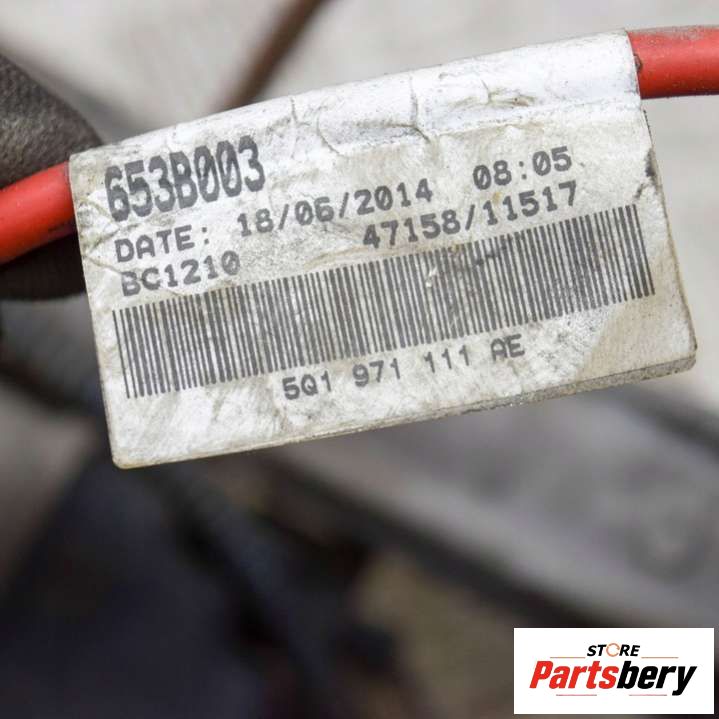 653B003
DATE: 18/06/2014 08:05
BC1210 47158/11517
5Q1 971 111 AE
STORE
Partsbery